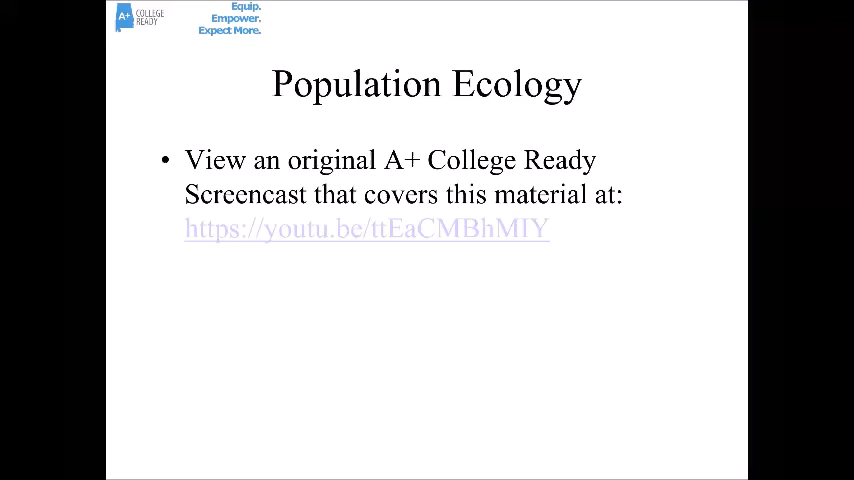 A+ COLLEGE
READY
Equip.
Empower.
Expect More.
Population Ecology
• View an original A+ College Ready
Screencast that covers this material at:
https://youtu.be/ttEaCMBhMIY